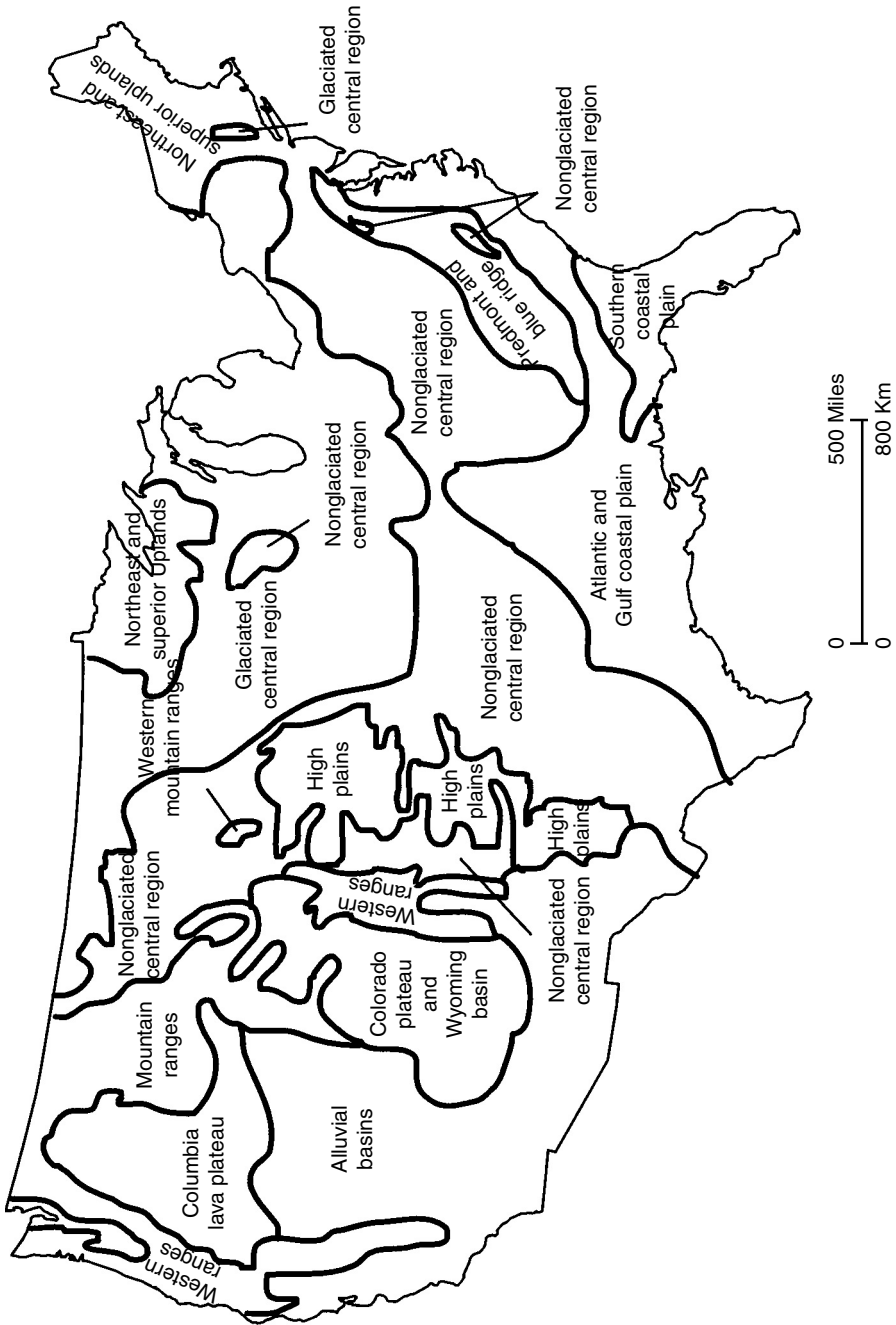 Northeast and
superior uplands
Glaciated
central region
Nonglaciated
central region
Predmont and
blue ridge
Southern
coastal
plain
Nonglaciated
central region
Nonglaciated
central region
Northeast and
superior Uplands
Glaciated
central region
Atlantic and
Gulf coastal plain
Nonglaciated
central region
Western
mountain ranges
High
plains
High
plains
High
plains
Nonglaciated
central region
Western
ranges
Nonglaciated
central region
Colorado
plateau
and
Wyoming
basin
Mountain
ranges
Columbia
lava plateau
Alluvial
basins
Western
ranges
0 500 Miles
0 800 Km